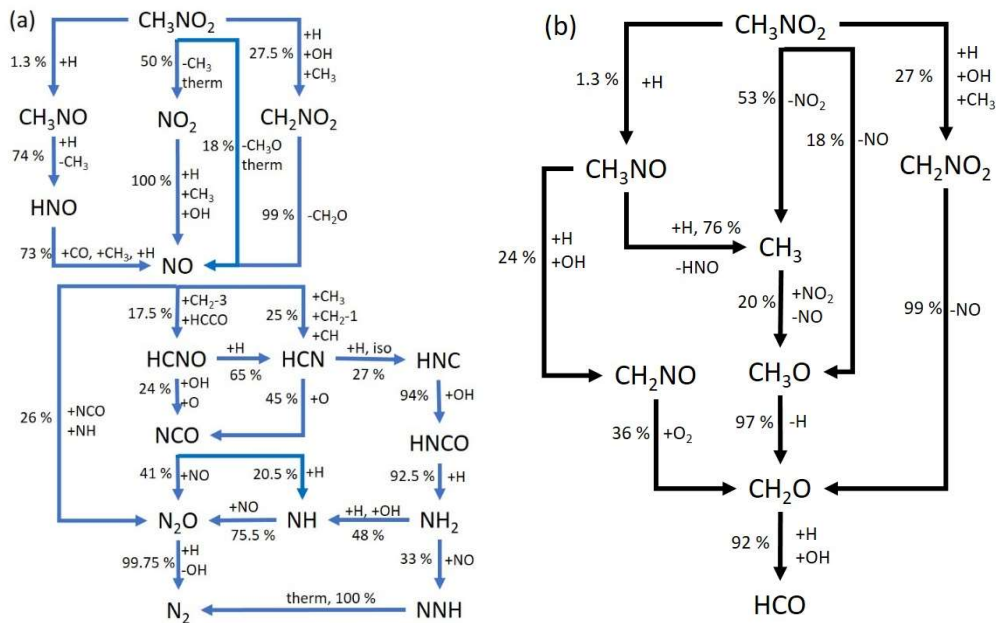 (a)
CH₃NO₂
1.3 %
+H
50 %
-CH₃
therm
27.5 %
+H
+OH
+CH₃
CH₃NO
NO₂
CH₂NO₂
74 %
+H
-CH₃
18 %
-CH₃O
therm
100 %
+H
+CH₃
+OH
HNO
99 %
-CH₂O
73 %
+CO, +CH₃, +H
NO
17.5 %
+CH₂-3
+HCCO
25 %
+CH₃
+CH₂-1
+CH
HCNO
+H
65 %
HCN
+H, iso
27 %
HNC
24 %
+OH
+O
45 %
+O
94%
+OH
26 %
+NCO
+NH
NCO
HNCO
41 %
+NO
20.5 %
+H
92.5 %
+H
N₂O
+NO
75.5 %
NH
+H, +OH
48 %
NH₂
99.75 %
+H
-OH
33 %
+NO
N₂
therm, 100 %
NNH
(b)
CH₃NO₂
1.3 %
+H
53 %
-NO₂
27 %
+H
+OH
+CH₃
18 %
-NO
CH₃NO
CH₂NO₂
24 %
+H
+OH
+H, 76 %
-HNO
CH₃
20 %
+NO₂
-NO
99 %
-NO
CH₂NO
CH₃O
36 %
+O₂
97 %
-H
CH₂O
92 %
+H
+OH
HCO